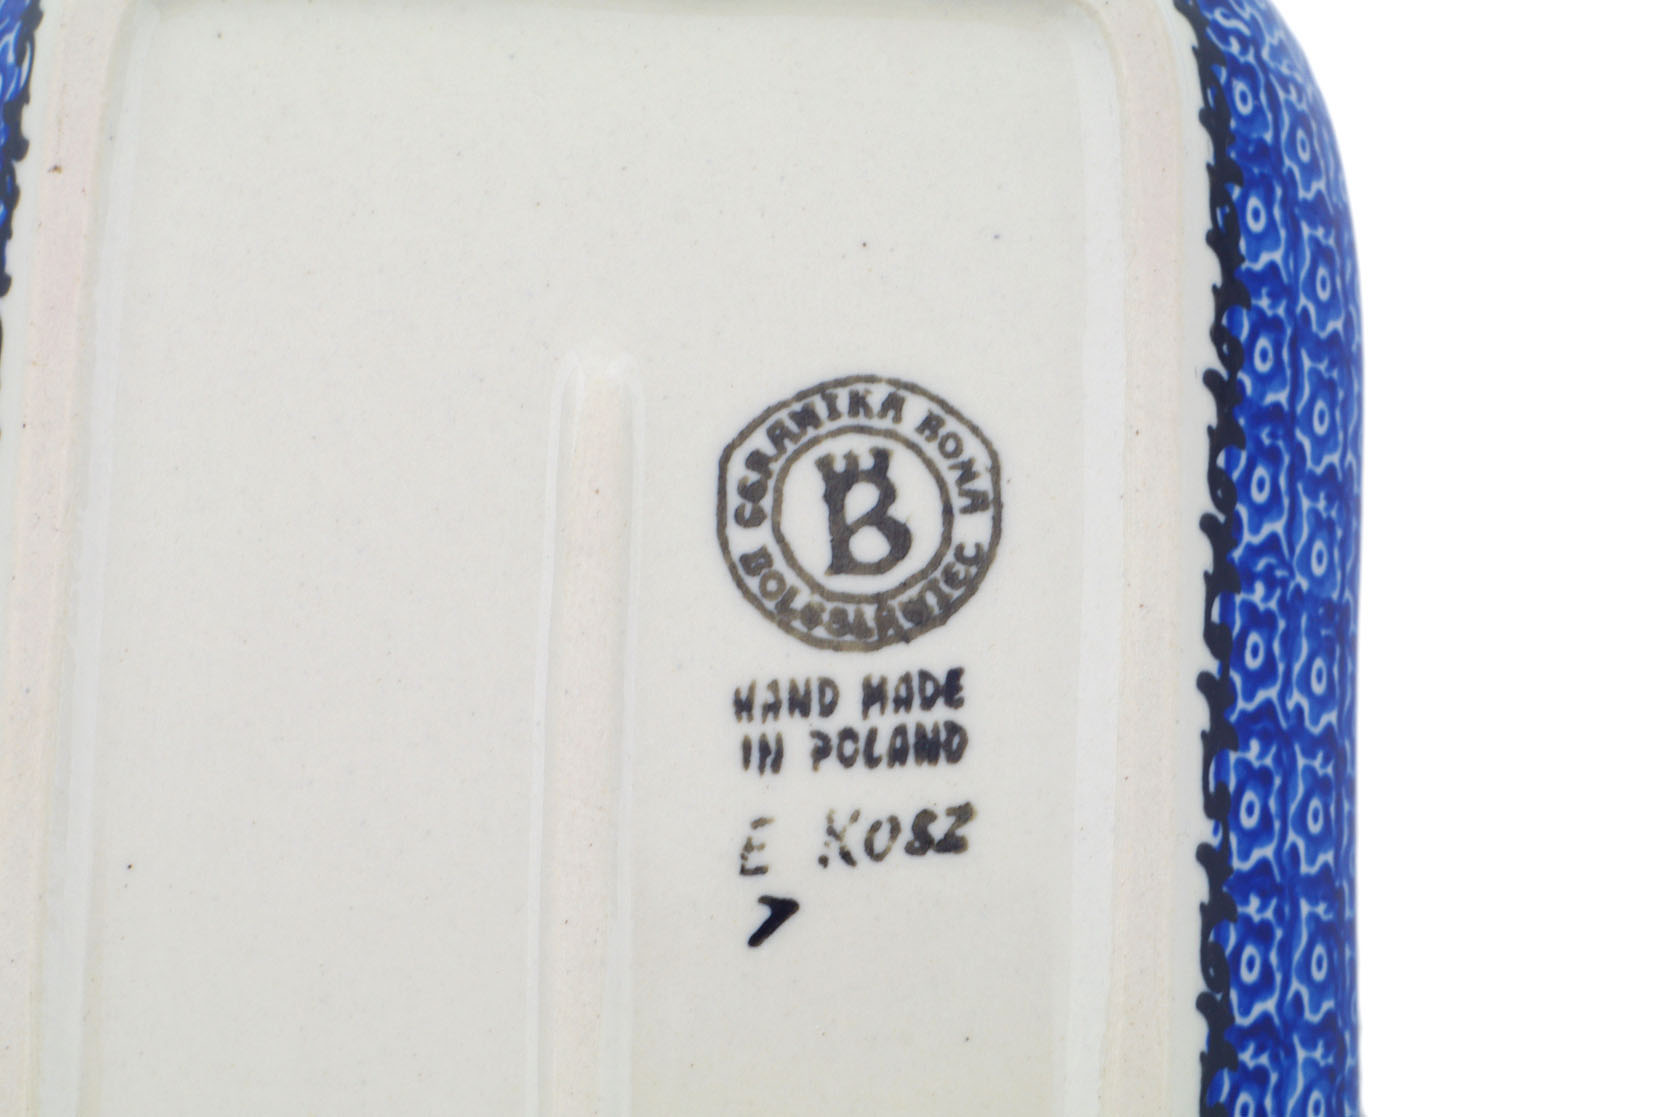 CERAMIKA BONA
B
BOLESŁAWIEC
HAND MADE
IN POLAND
E KOSZ
7